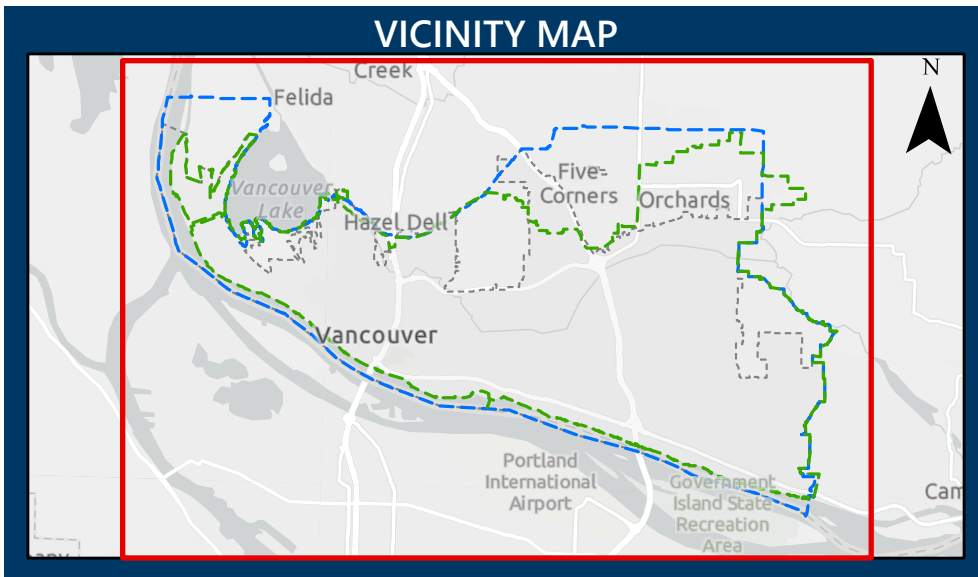 VICINITY MAP
Creek
N
Felida
Five
Corners
Vancouver
Lake
Orchards
Hazel Dell
Vancouver
Portland
International
Airport
Government
Island State
Recreation
Area
Cam